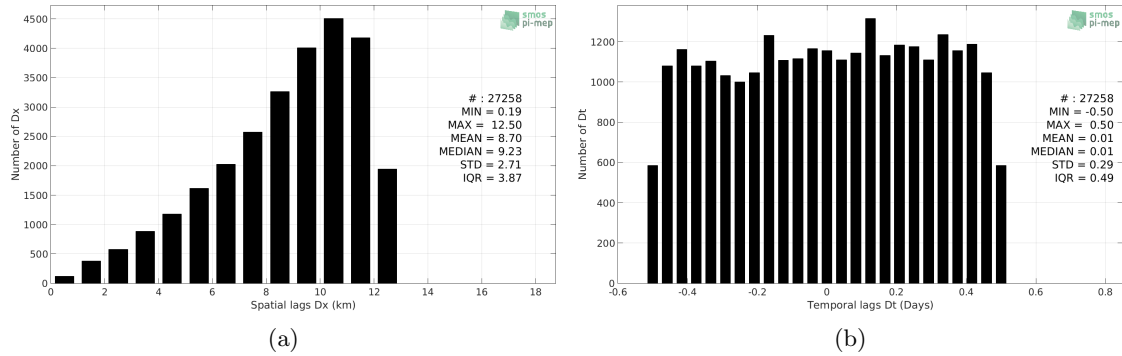 smos
pi-mep
4500
4000
3500
3000
2500
2000
1500
1000
500
0
Number of Dx
# : 27258
MIN = 0.19
MAX = 12.50
MEAN = 8.70
MEDIAN = 9.23
STD = 2.71
IQR = 3.87
0 2 4 6 8 10 12 14 16 18
Spatial lags Dx (km)
(a)
smos
pi-mep
1200
1000
800
600
400
200
0
Number of Dt
# : 27258
MIN = -0.50
MAX = 0.50
MEAN = 0.01
MEDIAN = 0.01
STD = 0.29
IQR = 0.49
-0.6 -0.4 -0.2 0 0.2 0.4 0.6 0.8
Temporal lags Dt (Days)
(b)